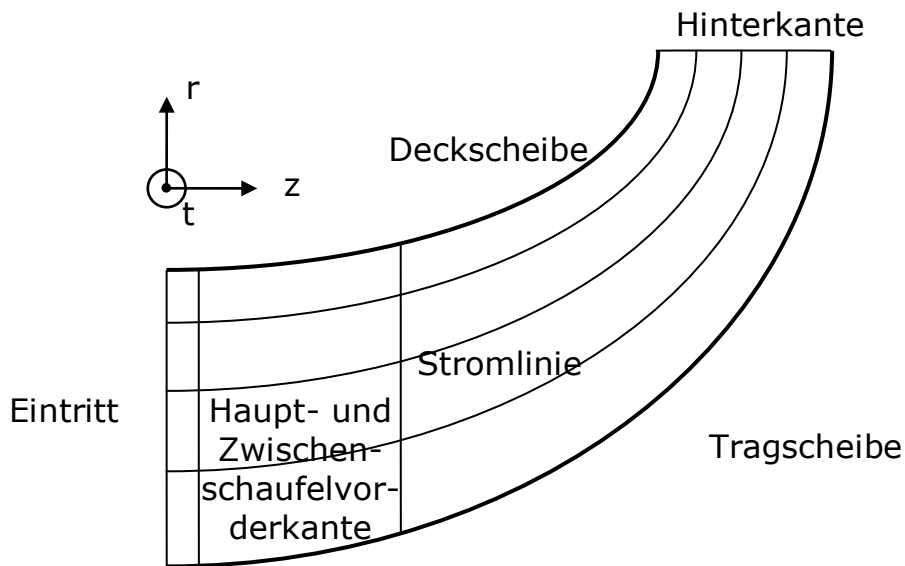 Hinterkante
r
Deckscheibe
z
t
Stromlinie
Eintritt
Haupt- und
Zwischen-
schaufelvor-
derkante
Tragscheibe